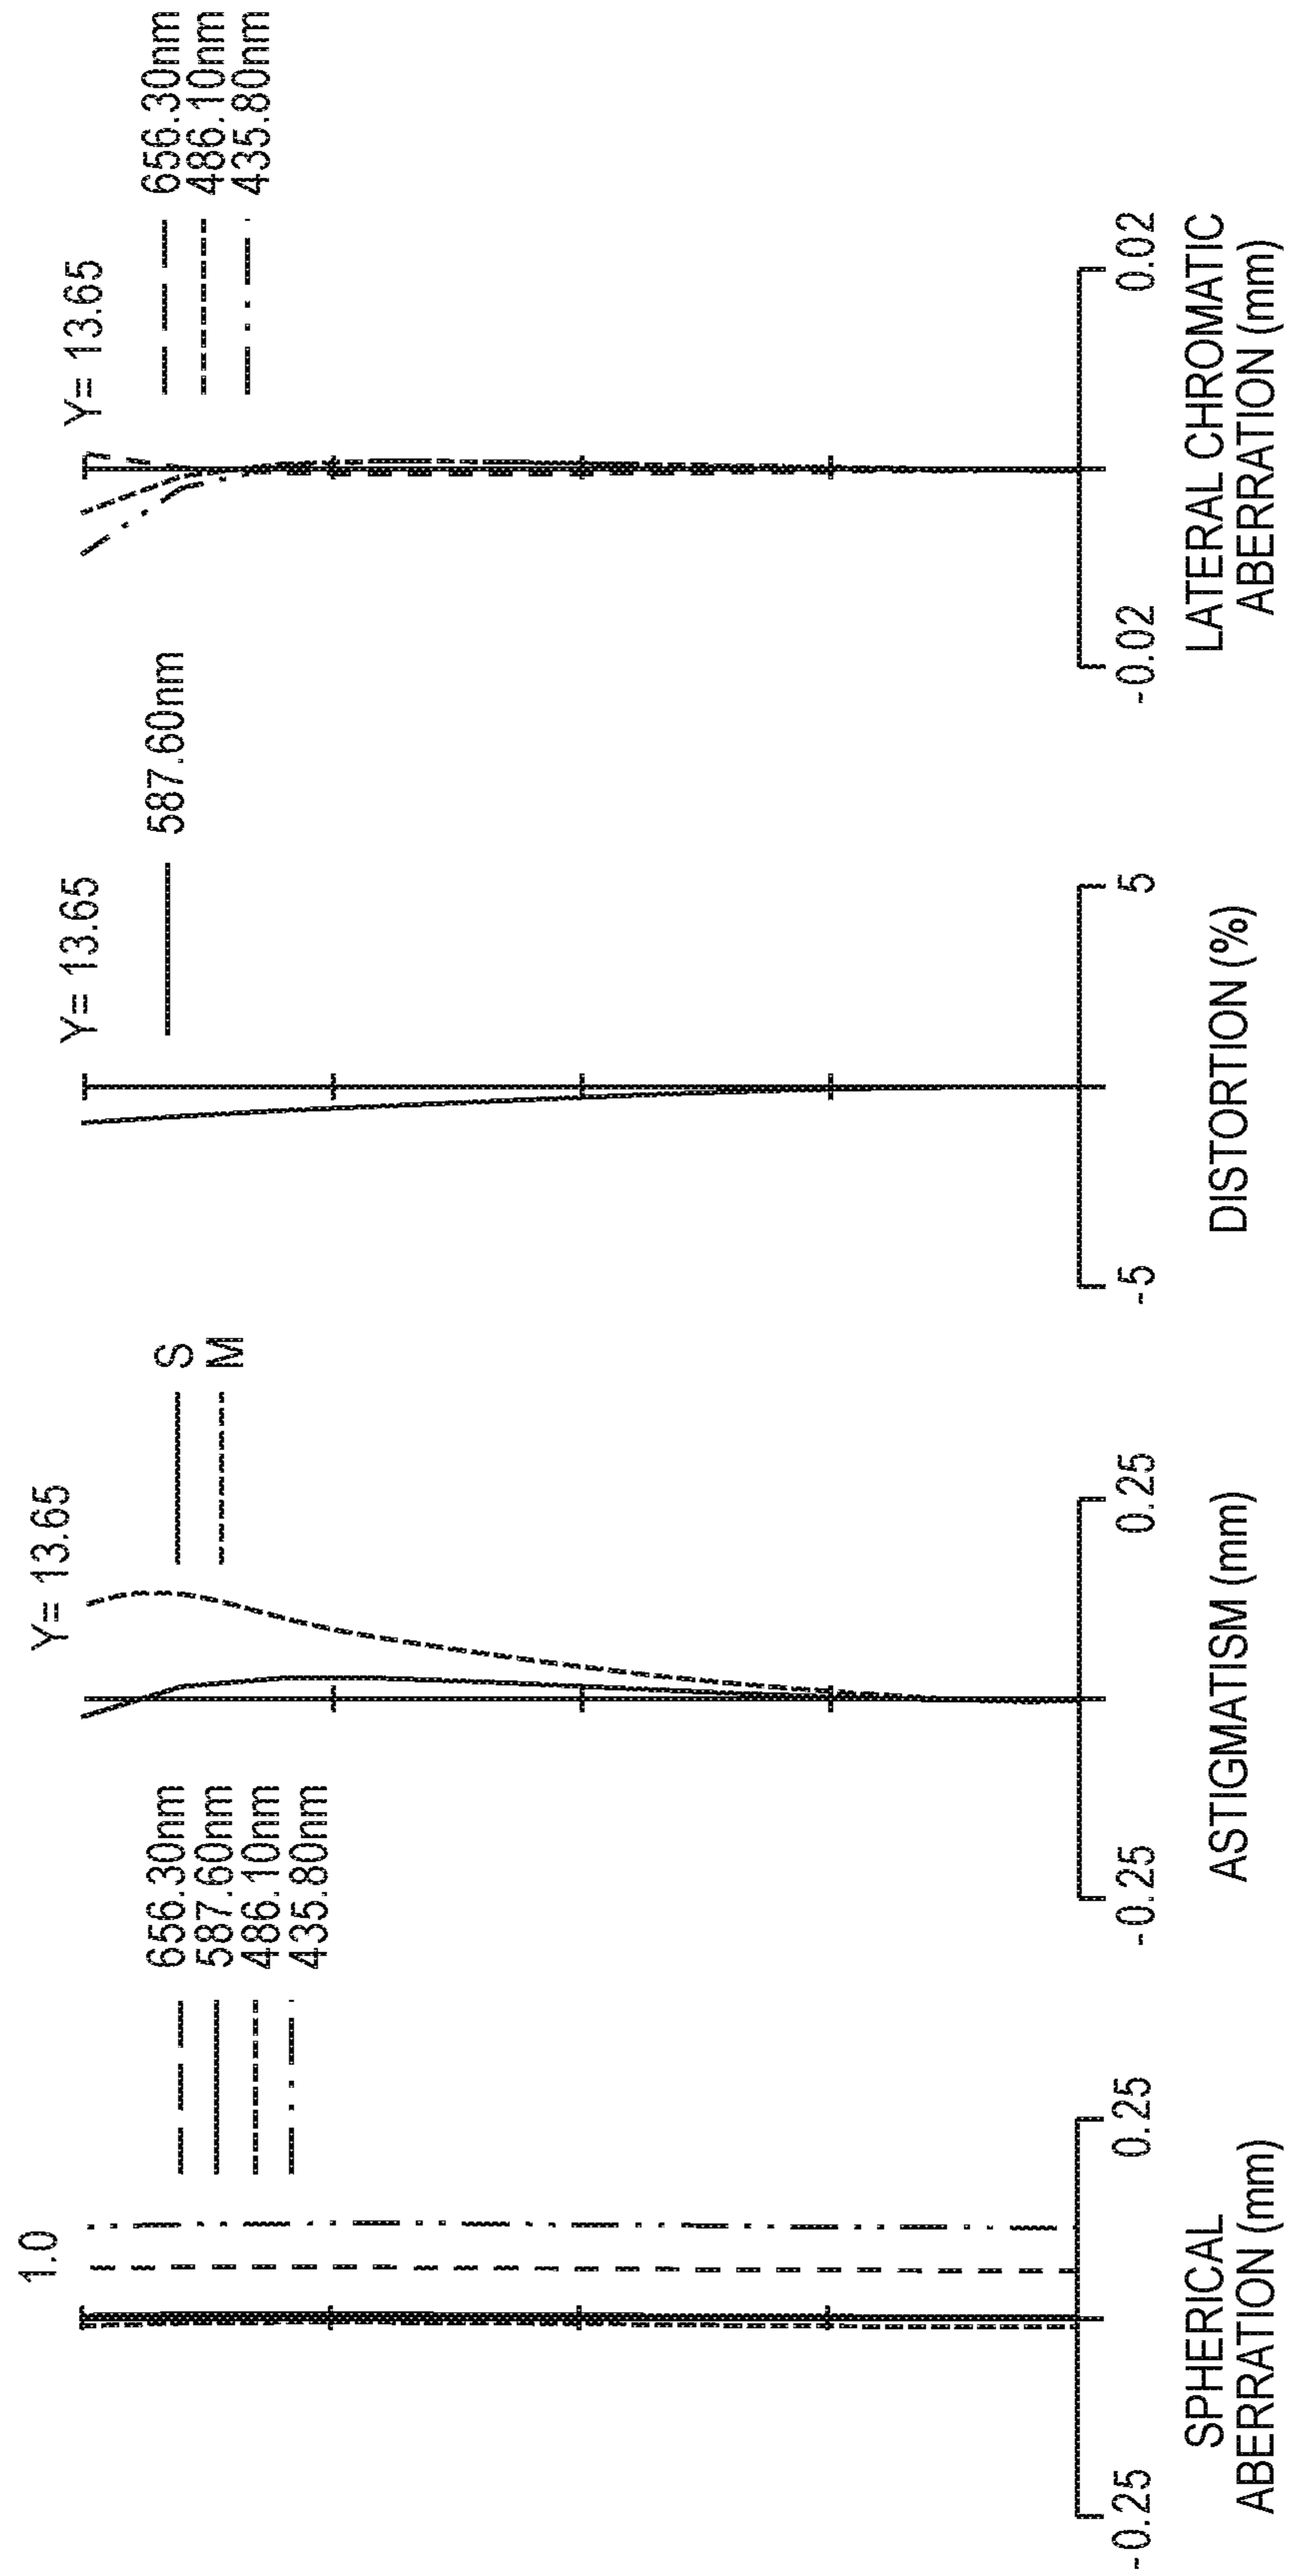 1.0
656.30nm
587.60nm
486.10nm
435.80nm
-0.25
0.25
SPHERICAL
ABERRATION (mm)
Y= 13.65
S
M
-0.25
0.25
ASTIGMATISM (mm)
Y= 13.65
587.60nm
-5
5
DISTORTION (%)
Y= 13.65
656.30nm
486.10nm
435.80nm
-0.02
0.02
LATERAL CHROMATIC
ABERRATION (mm)